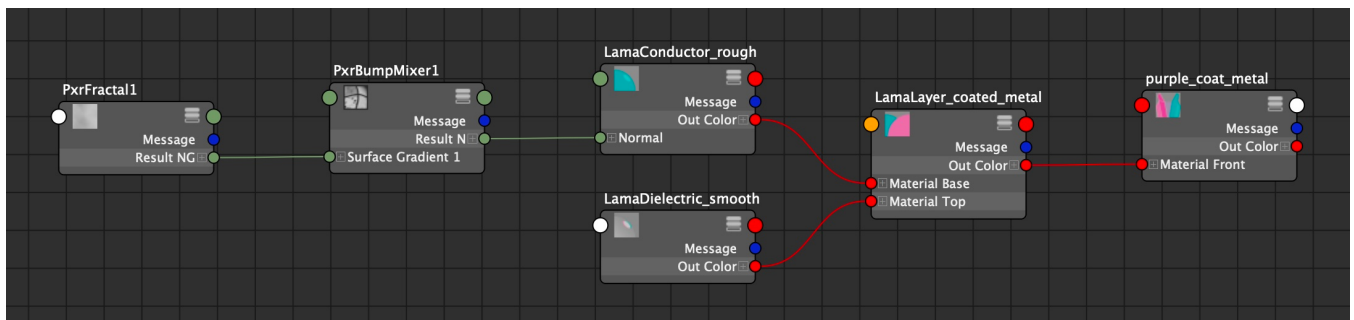 PxrFractal1
Message
Result NG
PxrBumpMixer1
Message
Result N
Surface Gradient 1
LamaConductor_rough
Message
Out Color
Normal
LamaDielectric_smooth
Message
Out Color
LamaLayer_coated_metal
Message
Out Color
Material Base
Material Top
purple_coat_metal
Message
Out Color
Material Front